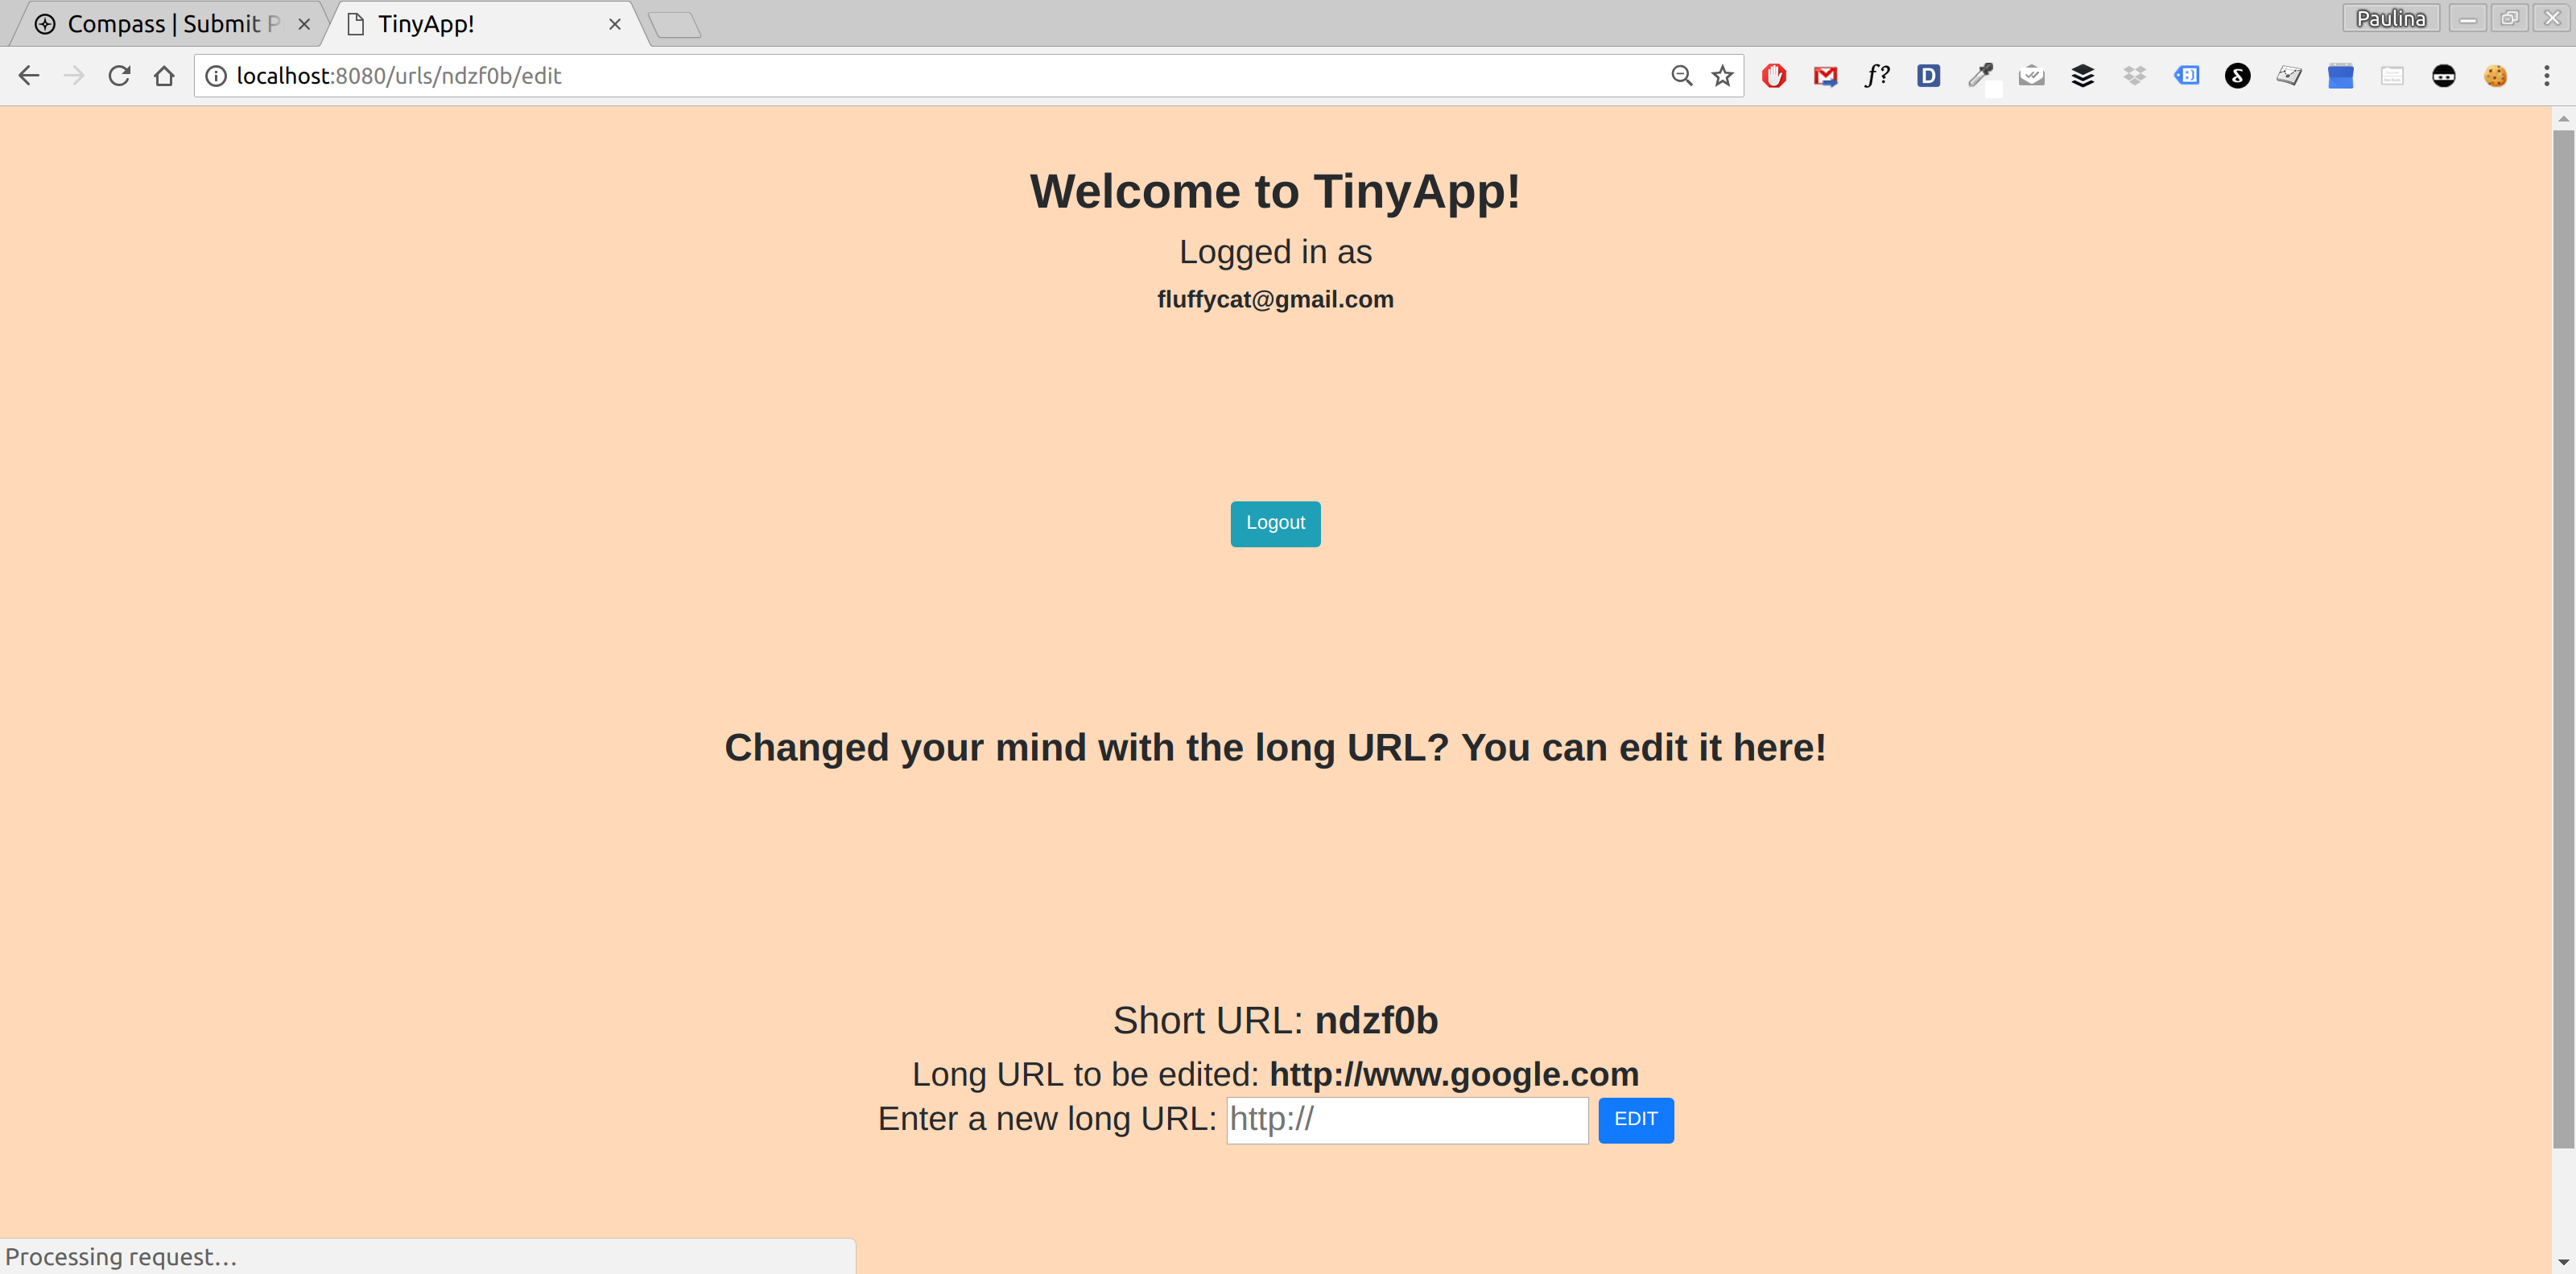 Compass | Submit P
TinyApp!
Paulina
localhost:8080/urls/ndzf0b/edit
Welcome to TinyApp!
Logged in as
fluffycat@gmail.com
Logout
Changed your mind with the long URL? You can edit it here!
Short URL: ndzf0b
Long URL to be edited: http://www.google.com
Enter a new long URL: http:// EDIT
Processing request...